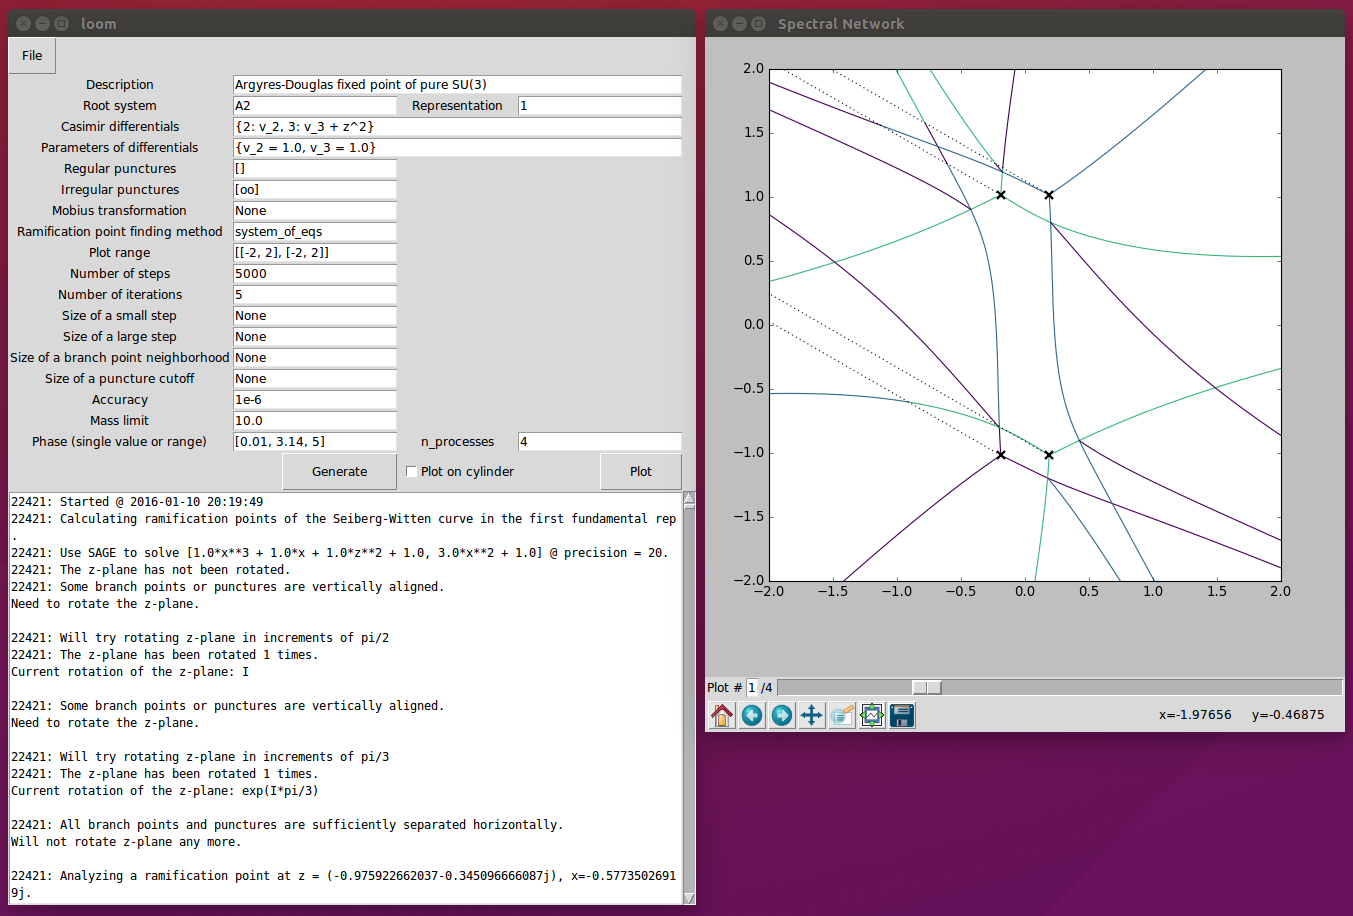 loom
File
Description Argyres-Douglas fixed point of pure SU(3)
Root system A2 Representation 1
Casimir differentials {2: v_2, 3: v_3 + z^2}
Parameters of differentials {v_2 = 1.0, v_3 = 1.0}
Regular punctures []
Irregular punctures [oo]
Mobius transformation None
Ramification point finding method system_of_eqs
Plot range [[-2, 2], [-2, 2]]
Number of steps 5000
Number of iterations 5
Size of a small step None
Size of a large step None
Size of a branch point neighborhood None
Size of a puncture cutoff None
Accuracy 1e-6
Mass limit 10.0
Phase (single value or range) [0.01, 3.14, 5] n_processes 4
Generate Plot on cylinder Plot
22421: Started @ 2016-01-10 20:19:49
22421: Calculating ramification points of the Seiberg-Witten curve in the first fundamental rep
.
22421: Use SAGE to solve [1.0*x**3 + 1.0*x + 1.0*z**2 + 1.0, 3.0*x**2 + 1.0] @ precision = 20.
22421: The z-plane has not been rotated.
22421: Some branch points or punctures are vertically aligned.
Need to rotate the z-plane.
22421: Will try rotating z-plane in increments of pi/2
22421: The z-plane has been rotated 1 times.
Current rotation of the z-plane: I
22421: Some branch points or punctures are vertically aligned.
Need to rotate the z-plane.
22421: Will try rotating z-plane in increments of pi/3
22421: The z-plane has been rotated 1 times.
Current rotation of the z-plane: exp(I*pi/3)
22421: All branch points and punctures are sufficiently separated horizontally.
Will not rotate z-plane any more.
22421: Analyzing a ramification point at z = (-0.975922662037-0.345096666087j), x=-0.5773502691
9j.
Spectral Network
2.0
1.5
1.0
0.5
0.0
−0.5
−1.0
−1.5
−2.0
−2.0 −1.5 −1.0 −0.5 0.0 0.5 1.0 1.5 2.0
Plot # 1 /4
x=-1.97656 y=-0.46875